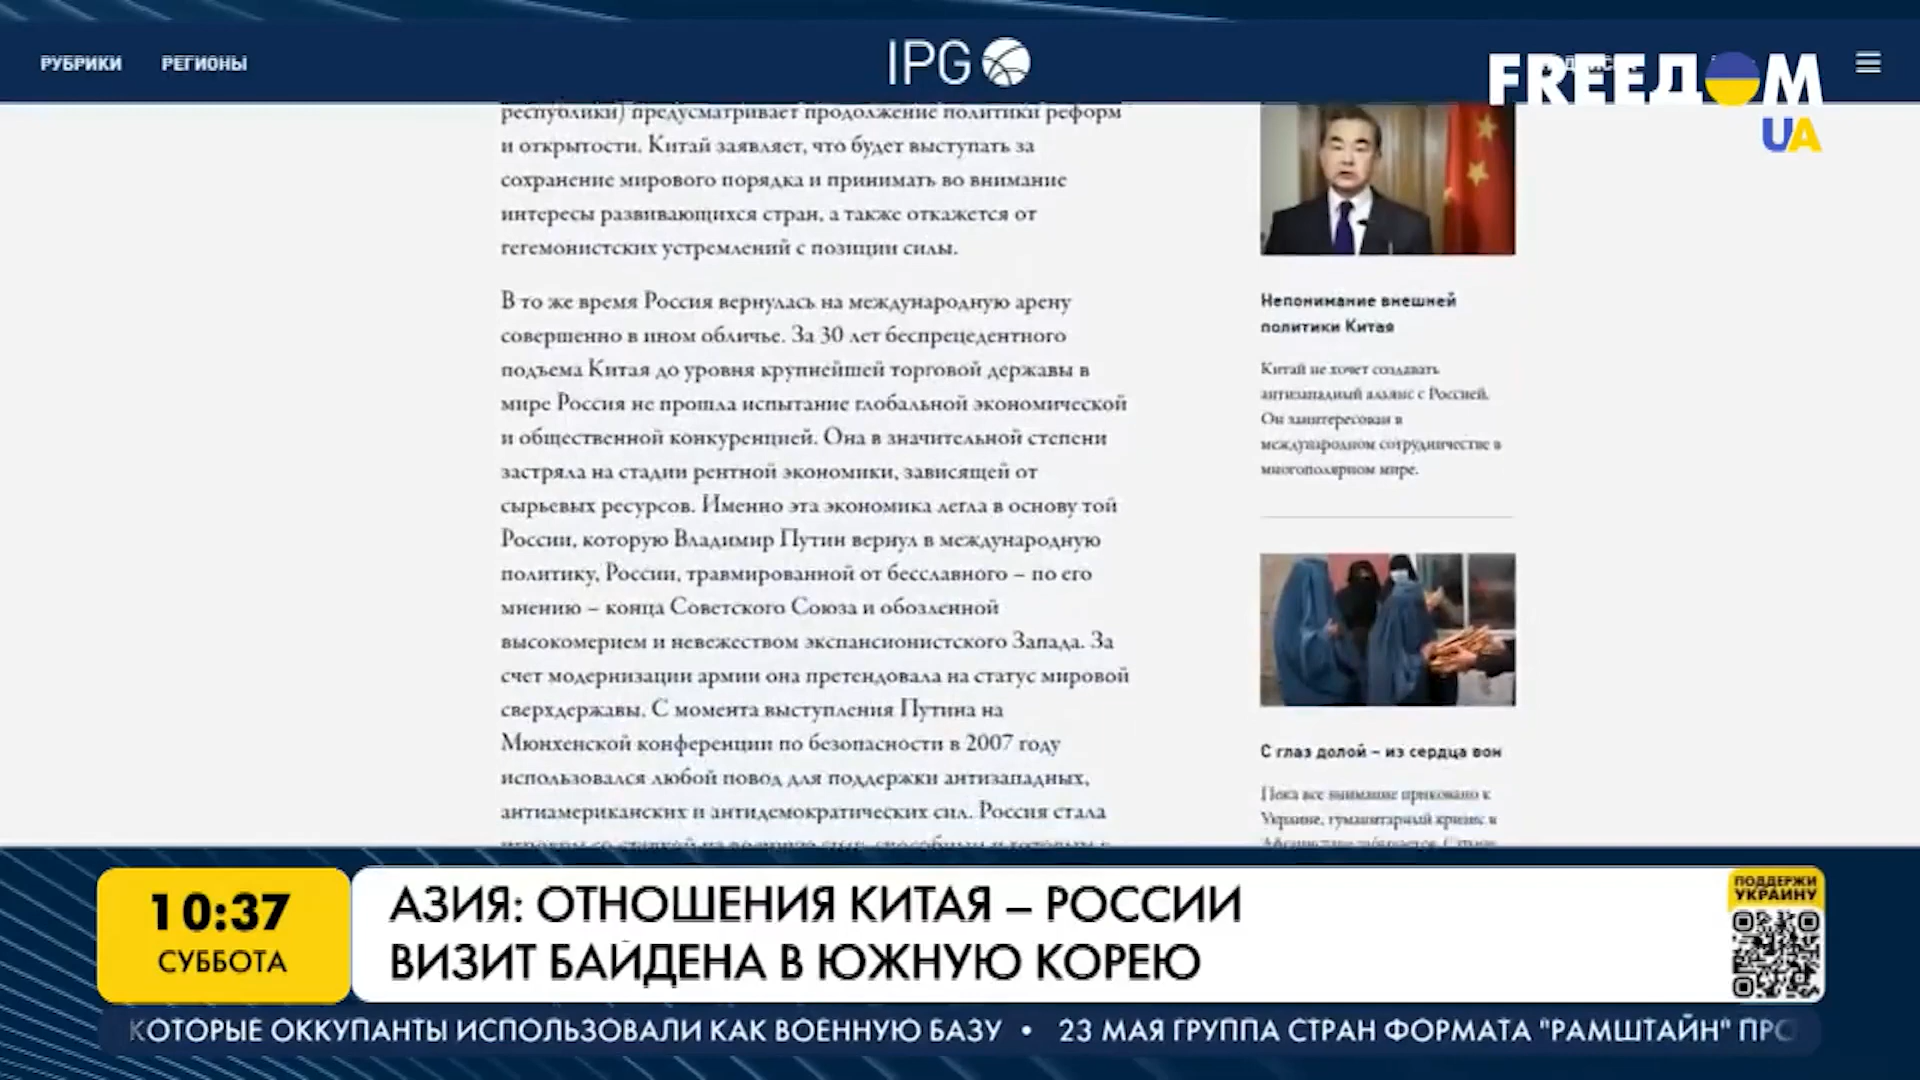 РУБРИКИ
РЕГИОНЫ
IPG
FREEДOM
UA
республики) предусматривает продолжение политики реформ
и открытости. Китай заявляет, что будет выступать за
сохранение мирового порядка и принимать во внимание
интересы развивающихся стран, а также откажется от
гегемонистских устремлений с позиции силы.
В то же время Россия вернулась на международную арену
совершенно в ином обличье. За 30 лет беспрецедентного
подъема Китая до уровня крупнейшей торговой державы в
мире Россия не прошла испытание глобальной экономической
и общественной конкуренцией. Она в значительной степени
застряла на стадии рентной экономики, зависящей от
сырьевых ресурсов. Именно эта экономика легла в основу той
России, которую Владимир Путин вернул в международную
политику, России, травмированной от бесславного – по его
мнению – конца Советского Союза и обозленной
высокомерием и невежеством экспансионистского Запада. За
счет модернизации армии она претендовала на статус мировой
сверхдержавы. С момента выступления Путина на
Мюнхенской конференции по безопасности в 2007 году
использовался любой повод для поддержки антизападных,
антиамериканских и антидемократических сил. Россия стала
Непонимание внешней
политики Китая
Китай не хочет создавать
антизападный альянс с Россией.
Он заинтересован в
международном сотрудничестве в
многополярном мире.
С глаз долой – из сердца вон
Пока все внимание приковано к
Украине, гуманитарный кризис в
10:37
СУББОТА
АЗИЯ: ОТНОШЕНИЯ КИТАЯ – РОССИИ
ВИЗИТ БАЙДЕНА В ЮЖНУЮ КОРЕЮ
ПОДДЕРЖИ
УКРАИНУ
КОТОРЫЕ ОККУПАНТЫ ИСПОЛЬЗОВАЛИ КАК ВОЕННУЮ БАЗУ • 23 МАЯ ГРУППА СТРАН ФОРМАТА "РАМШТАЙН" ПРО